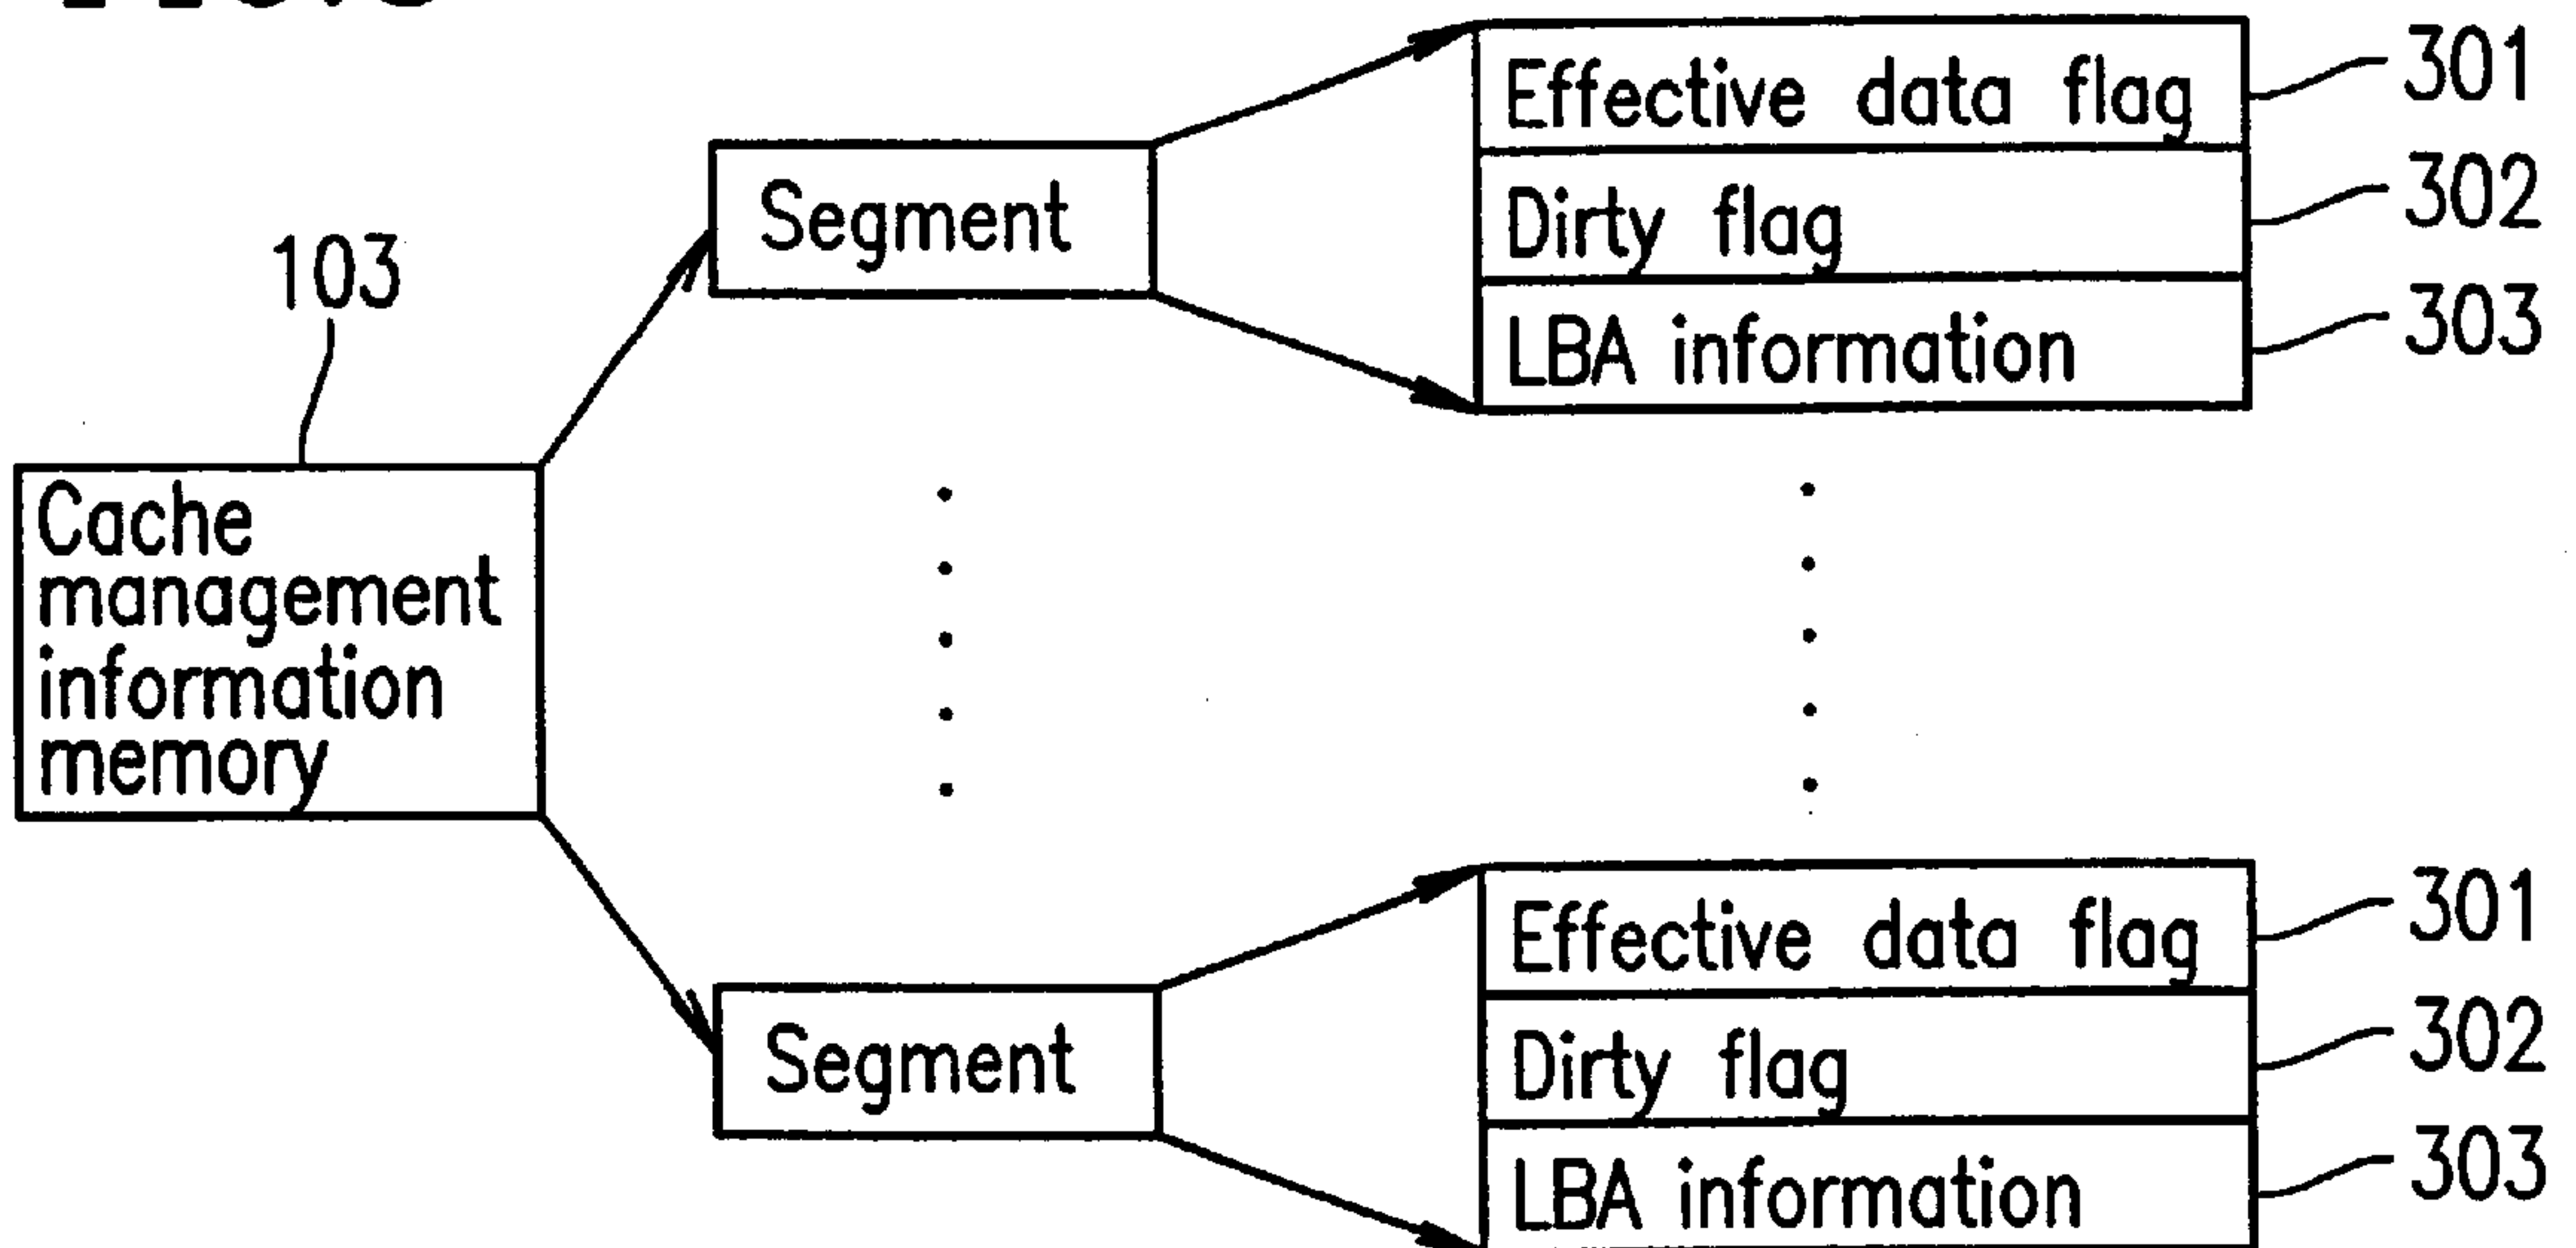 Effective data flag 301
Segment
Dirty flag 302
103
LBA information 303
Cache
management
information
memory
Effective data flag 301
Segment
Dirty flag 302
LBA information 303